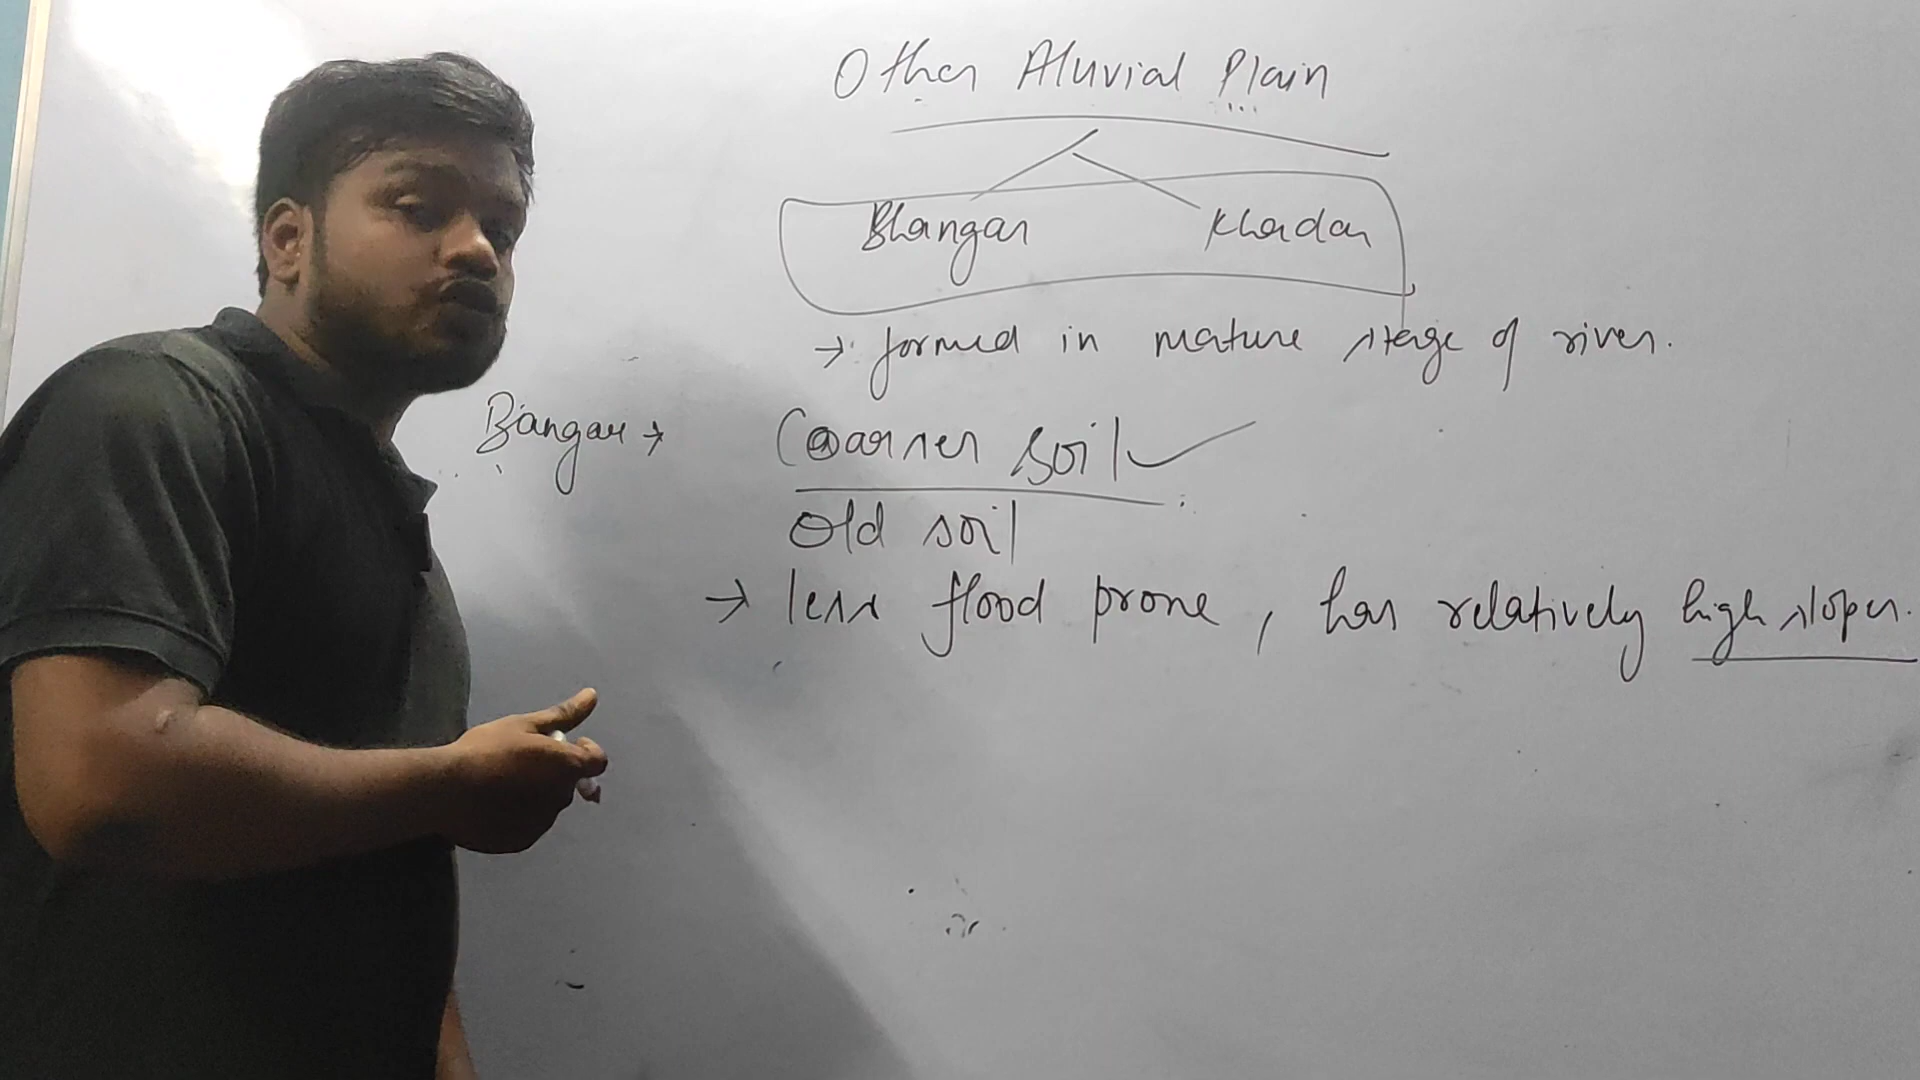 Other Aluvial Plain
Bhangar Khadar
→ formed in mature stage of river.
Bangar → Coarser soil
Old soil
→ less flood prone, has relatively high slopes.